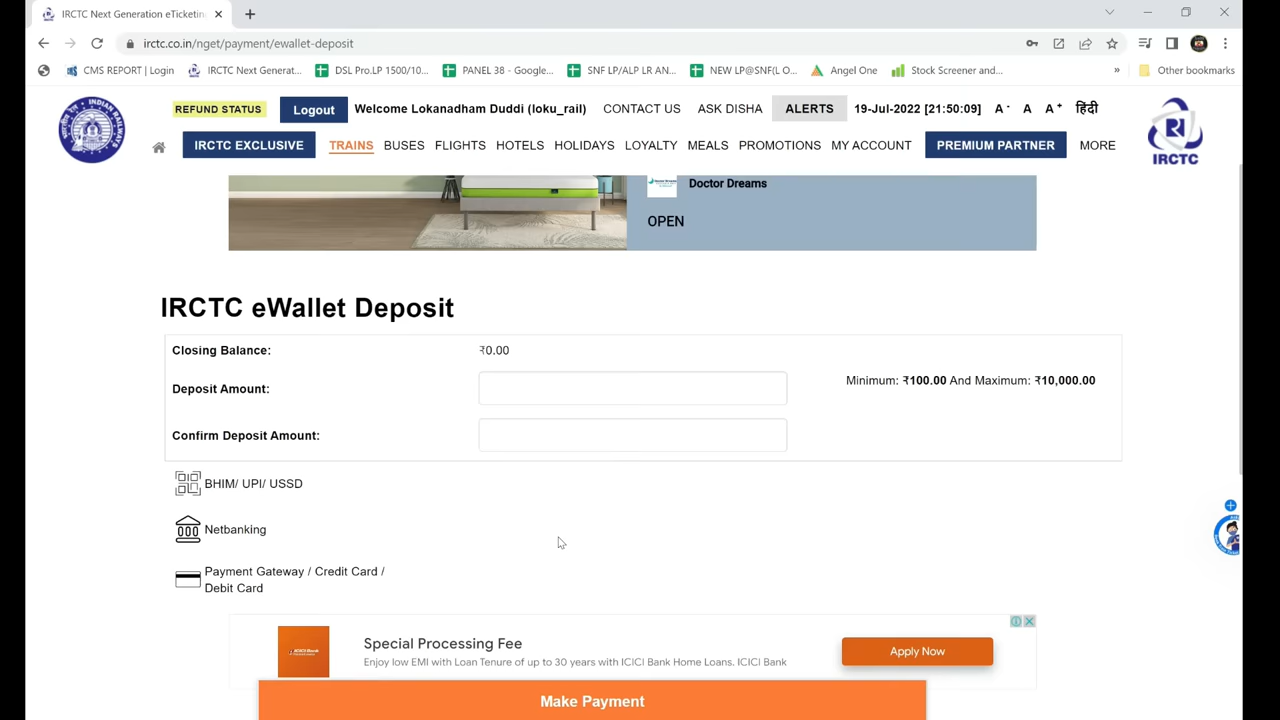 IRCTC Next Generation eTicketin
irctc.co.in/nget/payment/ewallet-deposit
CMS REPORT | Login IRCTC Next Generat... DSL Pro.LP 1500/10... PANEL 38 - Google... SNF LP/ALP LR AN... NEW LP@SNF(L O... Angel One Stock Screener and... » Other bookmarks
REFUND STATUS Logout Welcome Lokanadham Duddi (loku_rail) CONTACT US ASK DISHA ALERTS 19-Jul-2022 [21:50:09] A- A A+ हिंदी
IRCTC EXCLUSIVE TRAINS BUSES FLIGHTS HOTELS HOLIDAYS LOYALTY MEALS PROMOTIONS MY ACCOUNT PREMIUM PARTNER MORE
IRCTC
Doctor Dreams
OPEN
IRCTC eWallet Deposit
Closing Balance: ₹0.00
Deposit Amount: Minimum: ₹100.00 And Maximum: ₹10,000.00
Confirm Deposit Amount:
BHIM/ UPI/ USSD
Netbanking
Payment Gateway / Credit Card /
Debit Card
Special Processing Fee
Enjoy low EMI with Loan Tenure of up to 30 years with ICICI Bank Home Loans. ICICI Bank
Apply Now
ICICI Bank
Make Payment